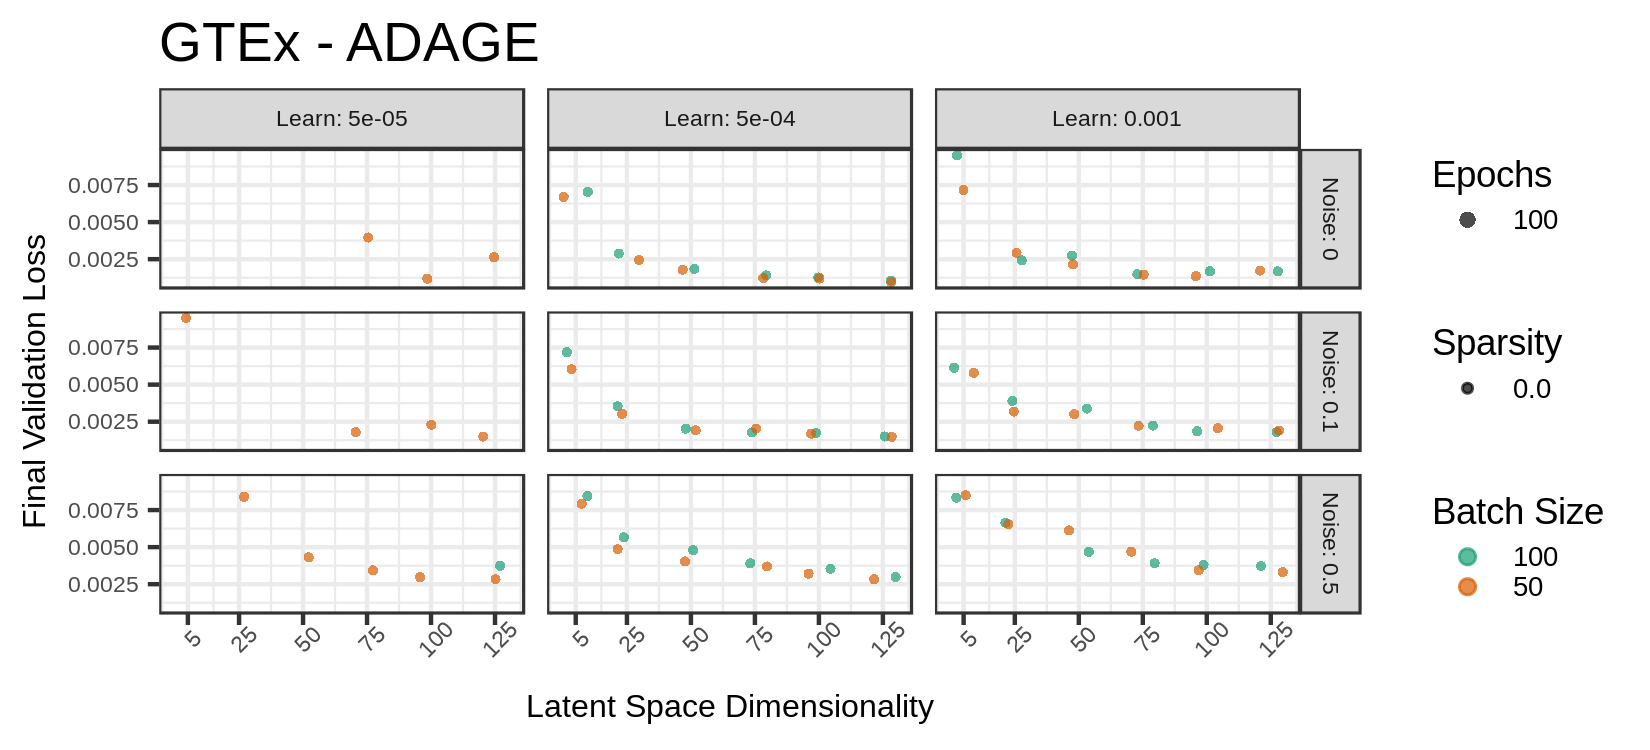 GTEx - ADAGE
Learn: 5e-05
Learn: 5e-04
Learn: 0.001
0.0075
0.0050
0.0025
Noise: 0
0.0075
0.0050
0.0025
Noise: 0.1
0.0075
0.0050
0.0025
Noise: 0.5
5 25 50 75 100 125
5 25 50 75 100 125
5 25 50 75 100 125
Final Validation Loss
Latent Space Dimensionality
Epochs
100
Sparsity
0.0
Batch Size
100
50